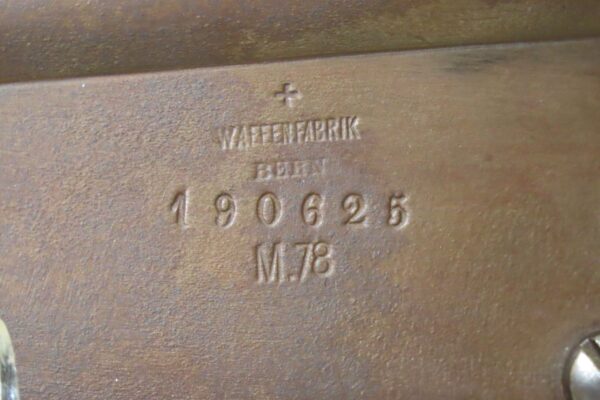 WAFFENFABRIK
BERN
190625
M.78